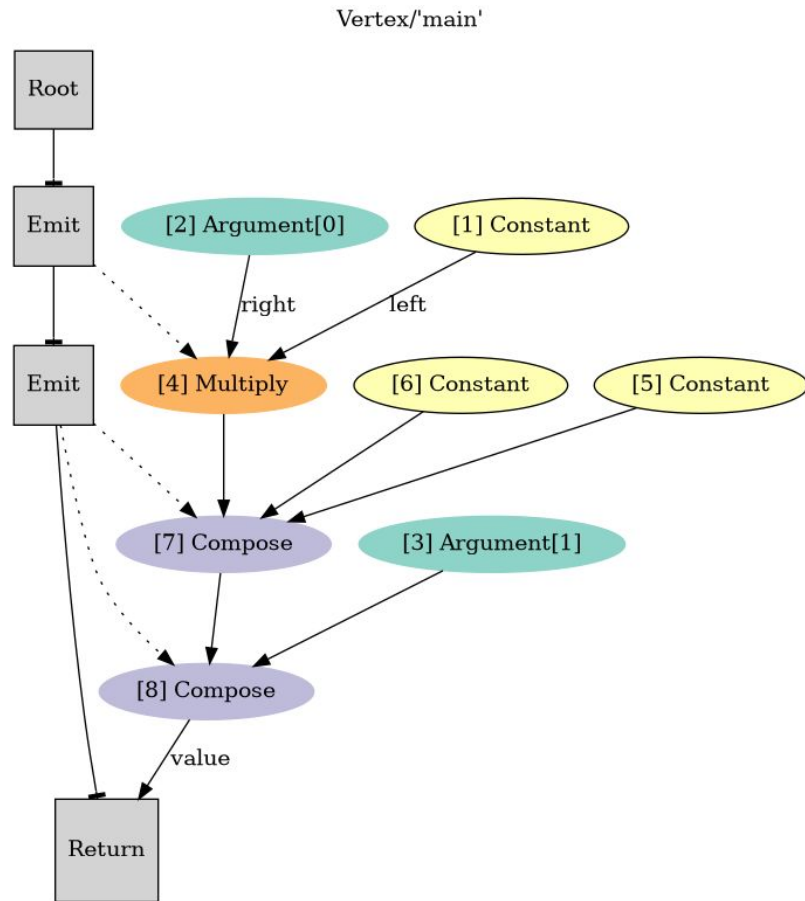 Vertex/'main'
Root
Emit
[2] Argument[0]
[1] Constant
right
left
Emit
[4] Multiply
[6] Constant
[5] Constant
[7] Compose
[3] Argument[1]
[8] Compose
value
Return